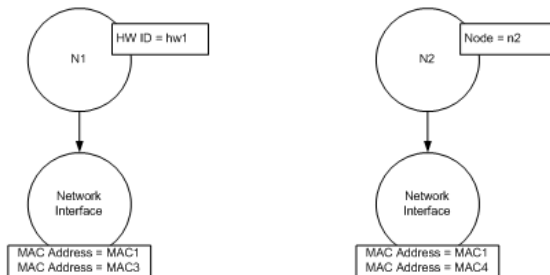 HW ID = hw1
N1
Node = n2
N2
Network
Interface
MAC Address = MAC1
MAC Address = MAC3
Network
Interface
MAC Address = MAC1
MAC Address = MAC4